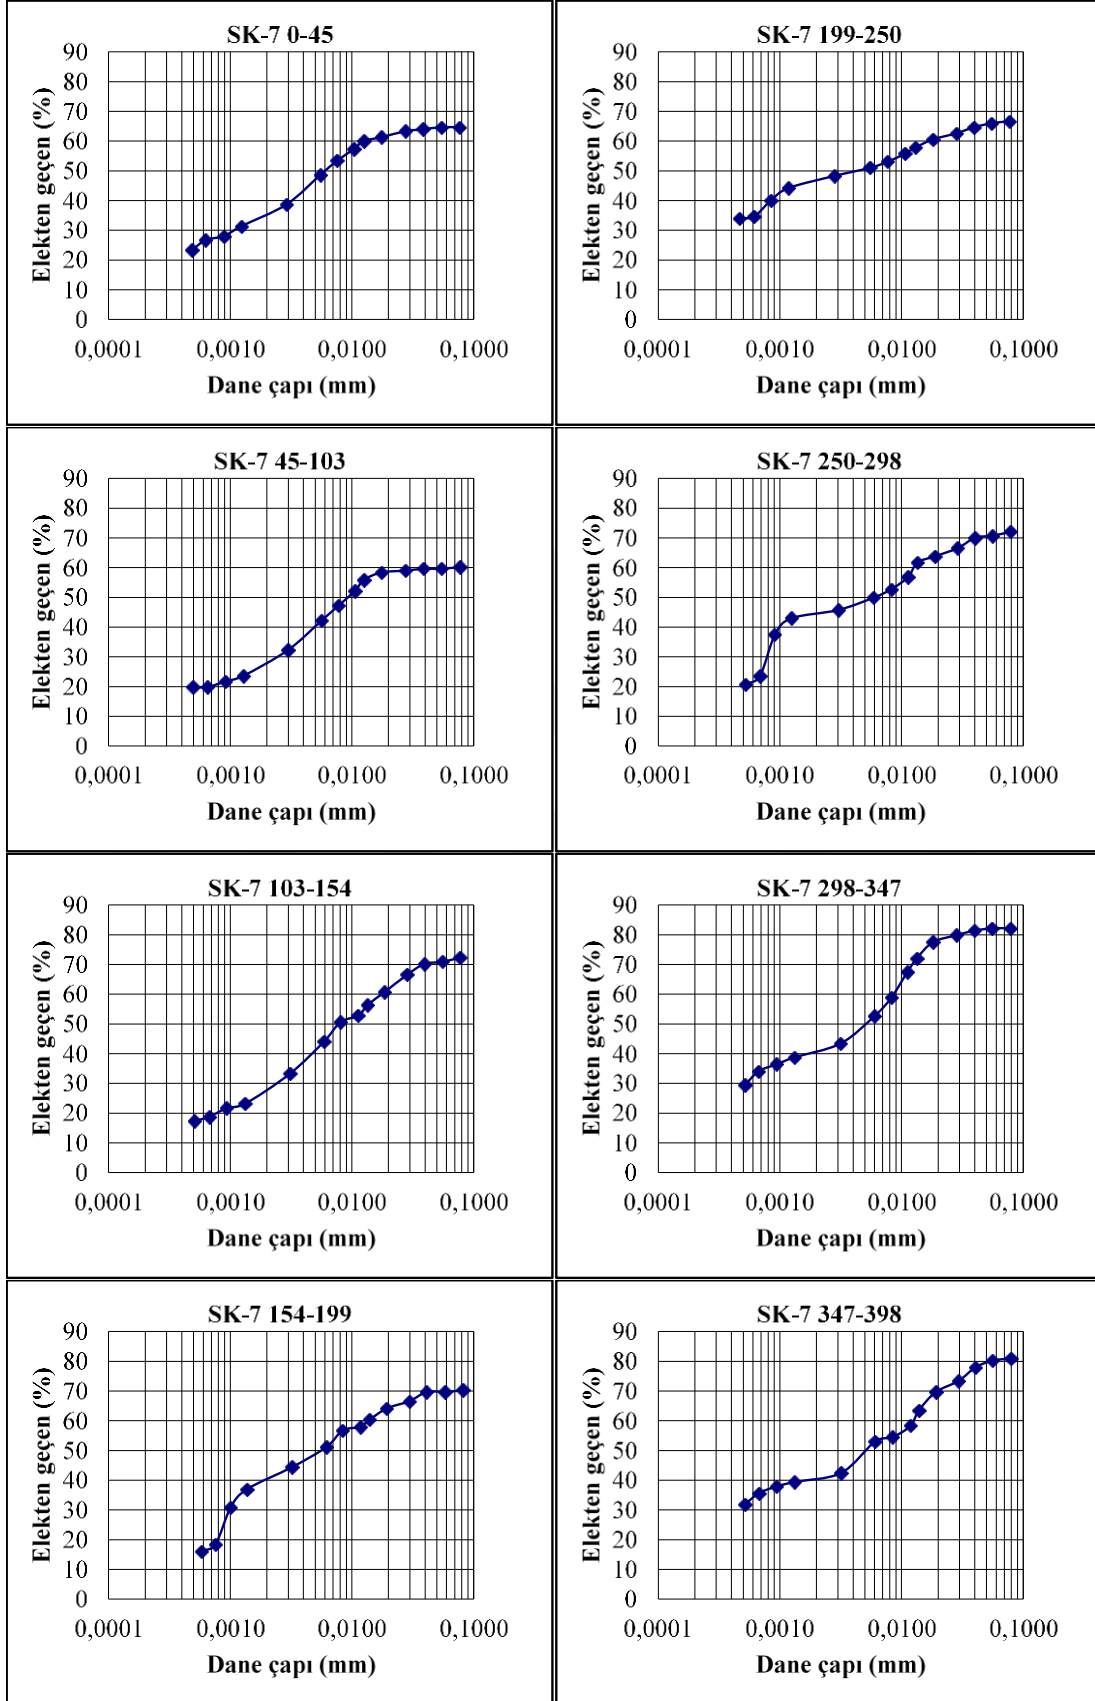 SK-7 0-45
90
80
70
60
50
40
30
20
10
0
Elekten geçen (%)
0,0001 0,0010 0,0100 0,1000
Dane çapı (mm)
SK-7 199-250
90
80
70
60
50
40
30
20
10
0
Elekten geçen (%)
0,0001 0,0010 0,0100 0,1000
Dane çapı (mm)
SK-7 45-103
90
80
70
60
50
40
30
20
10
0
Elekten geçen (%)
0,0001 0,0010 0,0100 0,1000
Dane çapı (mm)
SK-7 250-298
90
80
70
60
50
40
30
20
10
0
Elekten geçen (%)
0,0001 0,0010 0,0100 0,1000
Dane çapı (mm)
SK-7 103-154
90
80
70
60
50
40
30
20
10
0
Elekten geçen (%)
0,0001 0,0010 0,0100 0,1000
Dane çapı (mm)
SK-7 298-347
90
80
70
60
50
40
30
20
10
0
Elekten geçen (%)
0,0001 0,0010 0,0100 0,1000
Dane çapı (mm)
SK-7 154-199
90
80
70
60
50
40
30
20
10
0
Elekten geçen (%)
0,0001 0,0010 0,0100 0,1000
Dane çapı (mm)
SK-7 347-398
90
80
70
60
50
40
30
20
10
0
Elekten geçen (%)
0,0001 0,0010 0,0100 0,1000
Dane çapı (mm)